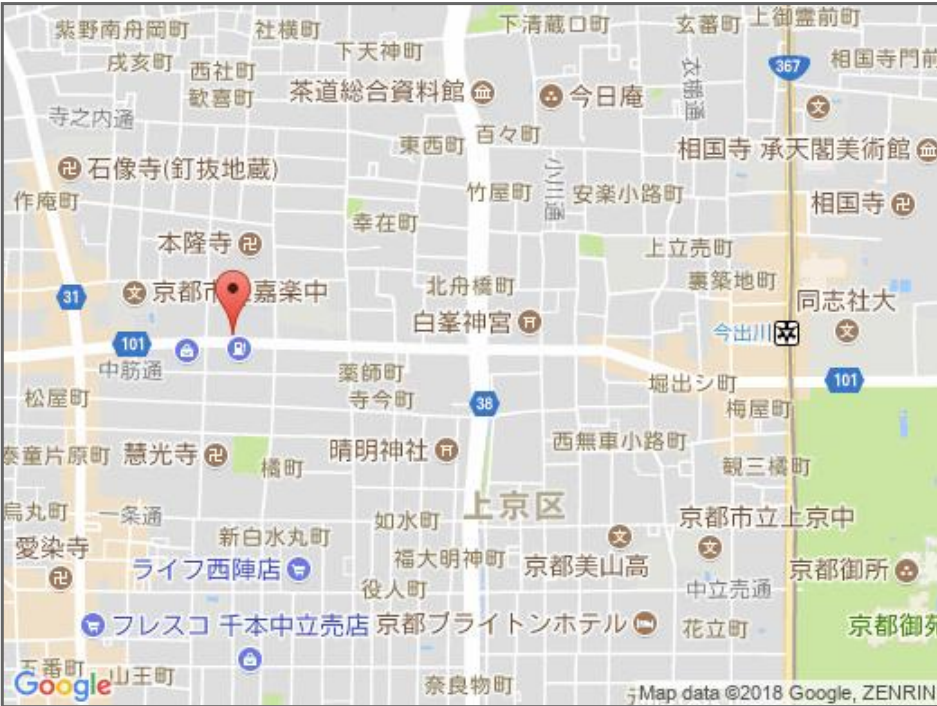 紫野南舟岡町
社横町
下清蔵口町
玄蕃町
上御霊前町
下天神町
戌亥町
西社町
367
相国寺門前
歓喜町
茶道総合資料館
今日庵
衣棚通
寺之内通
東西町
百々町
相国寺 承天閣美術館
石像寺(釘抜地蔵)
小川通
竹屋町
安楽小路町
作庵町
相国寺
幸在町
本隆寺
上立売町
裏築地町
北舟橋町
31
京都市
嘉楽中
同志社大
白峯神宮
今出川
101
中筋通
薬師町
堀出シ町
101
松屋町
寺今町
38
梅屋町
泰童片原町
慧光寺
橘町
晴明神社
西無車小路町
観三橘町
烏丸町
一条通
如水町
上京区
京都市立上京中
新白水丸町
愛染寺
ライフ西陣店
福大明神町
京都美山高
京都御所
役人町
中立売通
フレスコ 千本中立売店
京都ブライトンホテル
花立町
京都御苑
五番町
山王町
奈良物町
Google
Map data ©2018 Google, ZENRIN